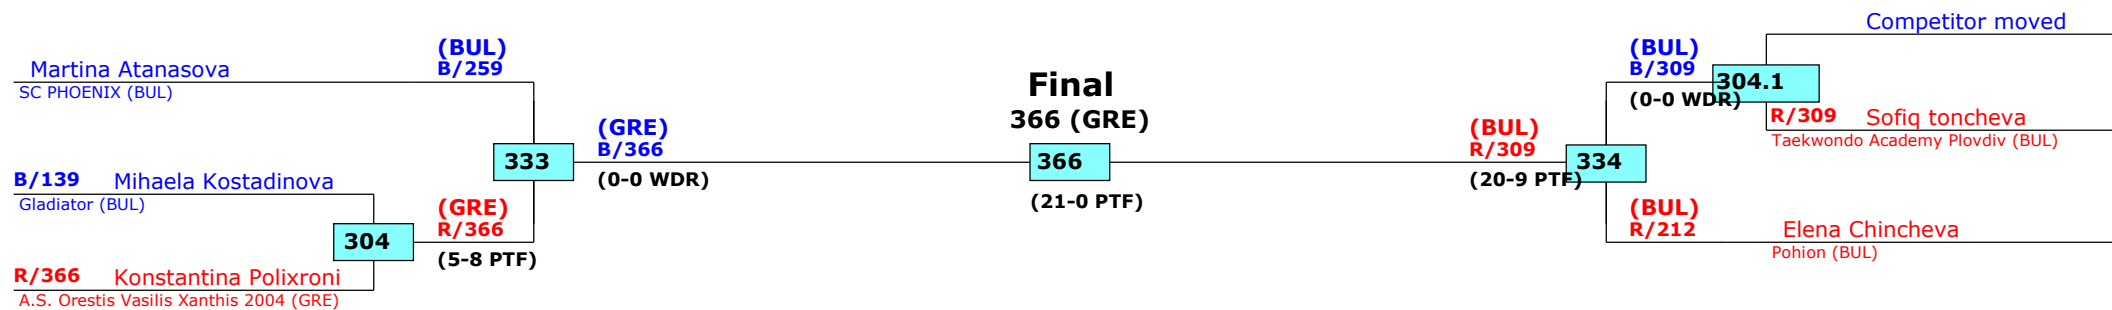 Martina Atanasova
SC PHOENIX (BUL)
(BUL)
B/259
B/139 Mihaela Kostadinova
Gladiator (BUL)
304
R/366 Konstantina Polixroni
A.S. Orestis Vasilis Xanthis 2004 (GRE)
(GRE)
R/366
(5-8 PTF)
333
(GRE)
B/366
(0-0 WDR)
Final
366 (GRE)
366
(21-0 PTF)
(BUL)
R/309
(20-9 PTF)
334
(BUL)
B/309
(0-0 WDR)
304.1
Competitor moved
R/309 Sofiq toncheva
Taekwondo Academy Plovdiv (BUL)
(BUL)
R/212
Elena Chincheva
Pohion (BUL)